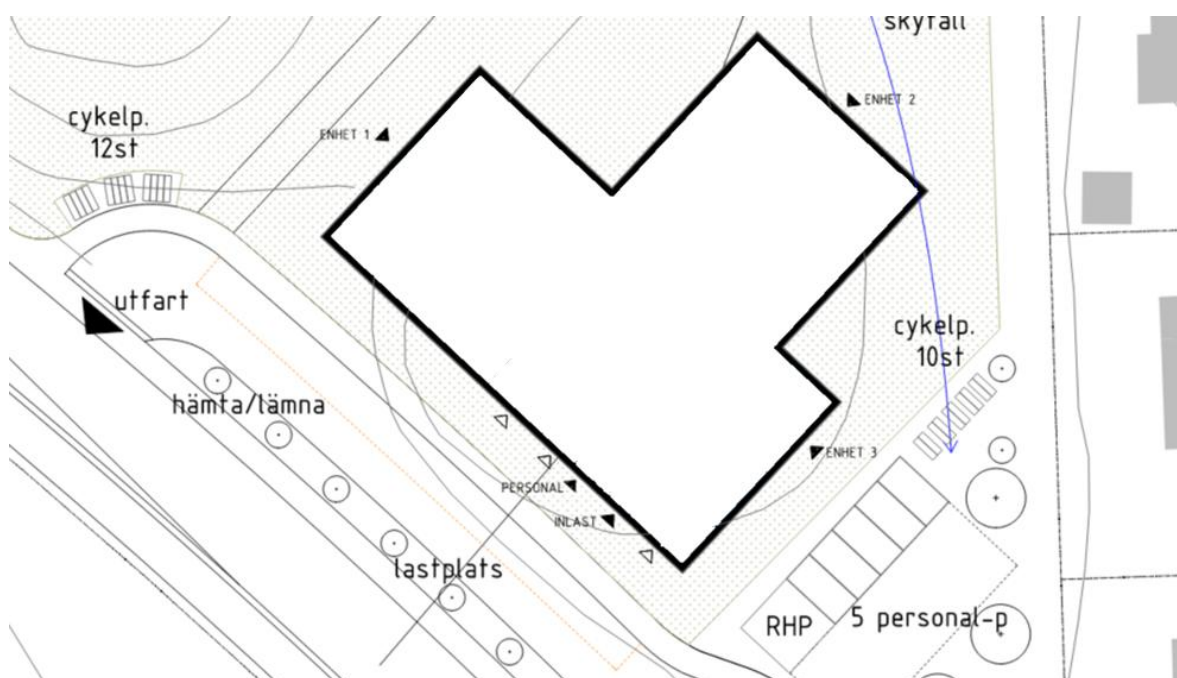 skyfall
ENHET 2
cykelp.
12st
ENHET 1
utfart
cykelp.
10st
hämta/lämna
ENHET 3
PERSONAL
INLAST
lastplats
RHP
5 personal-p